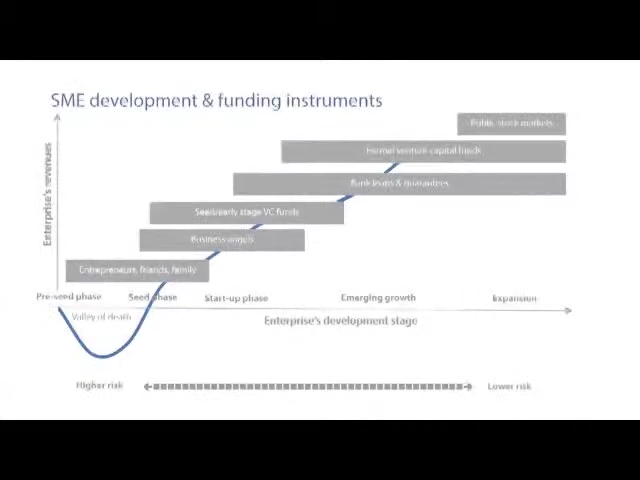 SME development & funding instruments
Public stock markets
Formal venture capital funds
Bank loans & guarantees
Seed/early stage VC funds
Business angels
Entrepreneurs, friends, family
Enterprise's revenues
Pre-seed phase
Seed phase
Start-up phase
Emerging growth
Expansion
Valley of death
Enterprise's development stage
Higher risk
Lower risk